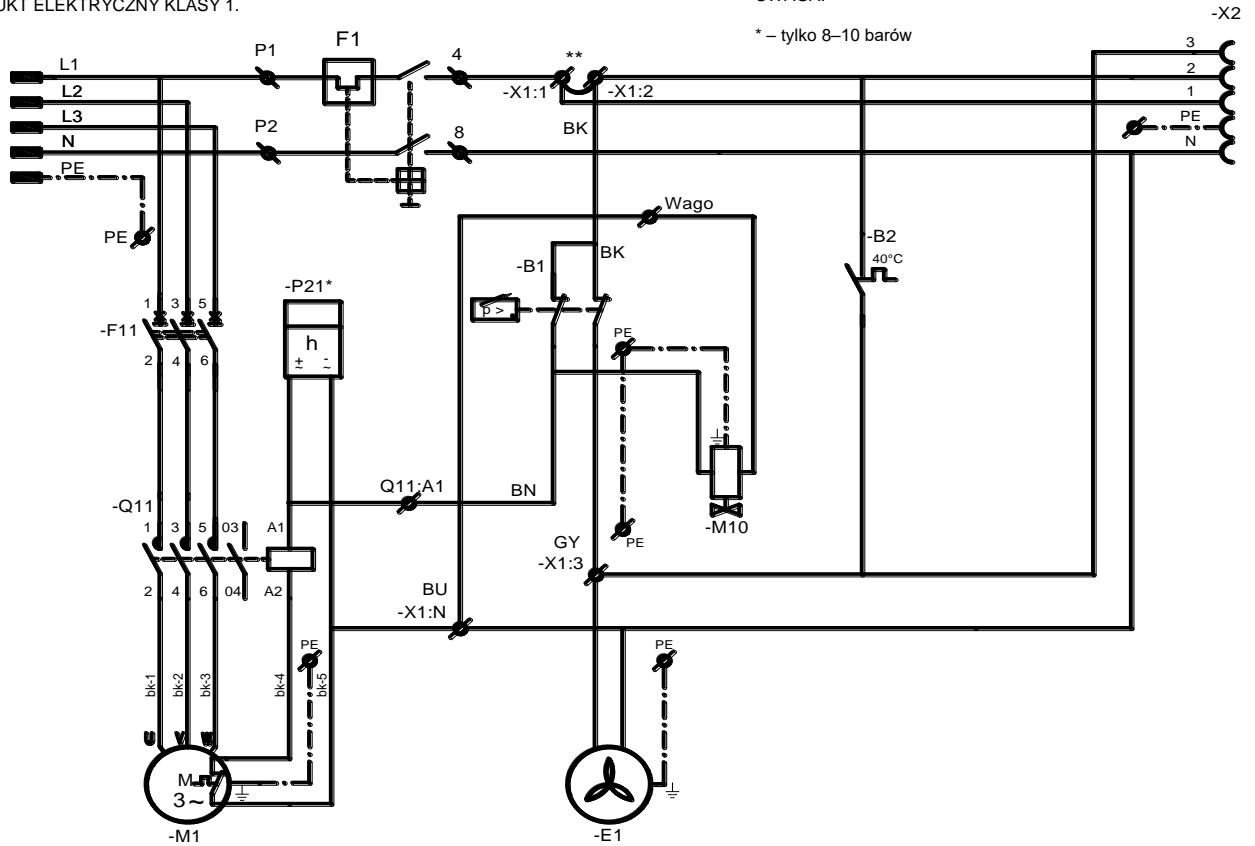 UKT ELEKTRYCZNY KLASY 1.
* – tylko 8–10 barów
-X2
P1
F1
4
**
3
L1
2
-X1:1
-X1:2
L2
1
L3
P2
8
BK
PE
N
N
PE
Wago
PE
-B2
BK
-B1
40°C
-P21*
1
3
5
p >
-F11
h
PE
2
4
6
+
-
~
~
Q11:A1
BN
-Q11
-M10
1
3
5
03
A1
GY
PE
-X1:3
2
4
6
04
A2
BU
-X1:N
PE
PE
bk-1
bk-2
bk-3
bk-4
bk-5
U
V
W
M
3 ~
-M1
-E1